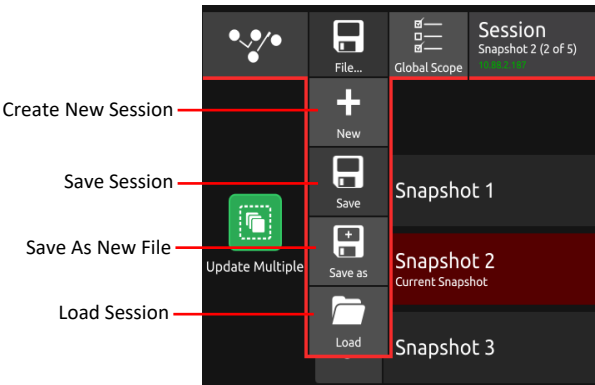 File...
Global Scope
Session
Snapshot 2 (2 of 5)
10.88.2.187
Create New Session
New
Save Session
Save
Snapshot 1
Save As New File
Update Multiple
Save as
Snapshot 2
Current Snapshot
Load Session
Load
Snapshot 3